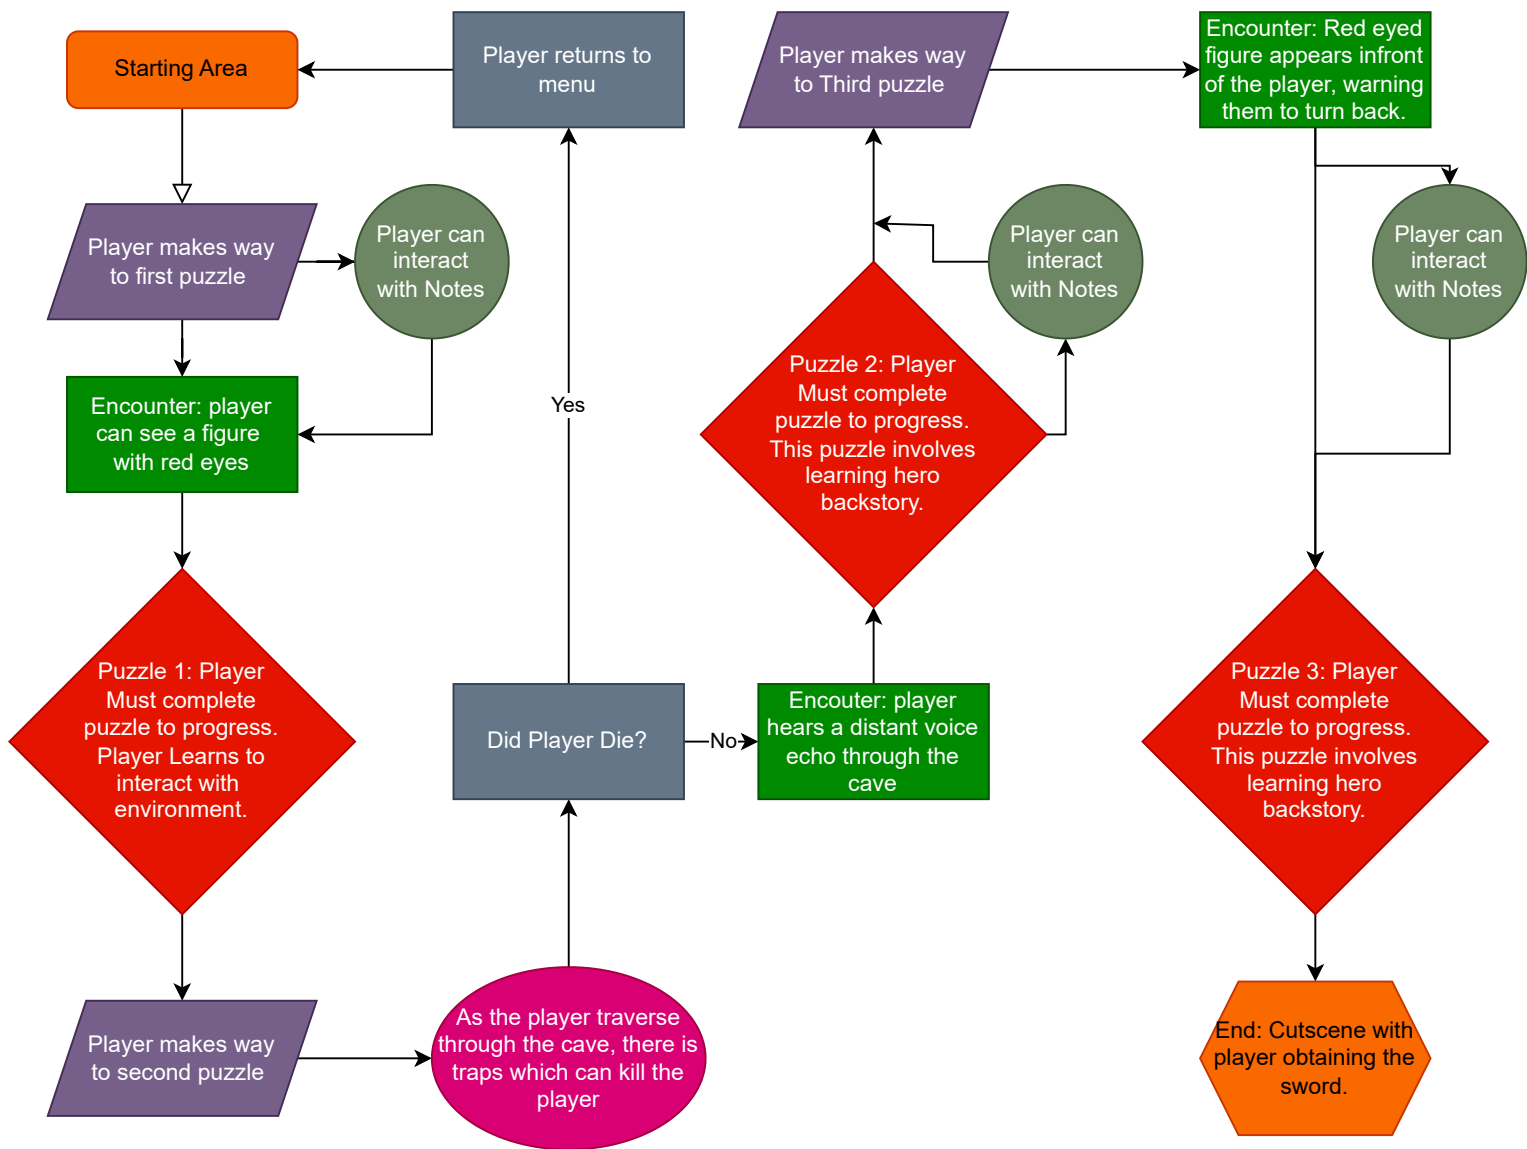 Starting Area
Player returns to
menu
Player makes way
to Third puzzle
Encounter: Red eyed
figure appears infront
of the player, warning
them to turn back.
Player makes way
to first puzzle
Player can
interact
with Notes
Player can
interact
with Notes
Player can
interact
with Notes
Encounter: player
can see a figure
with red eyes
Yes
Puzzle 2: Player
Must complete
puzzle to progress.
This puzzle involves
learning hero
backstory.
Puzzle 1: Player
Must complete
puzzle to progress.
Player Learns to
interact with
environment.
Did Player Die?
No
Encouter: player
hears a distant voice
echo through the
cave
Puzzle 3: Player
Must complete
puzzle to progress.
This puzzle involves
learning hero
backstory.
Player makes way
to second puzzle
As the player traverse
through the cave, there is
traps which can kill the
player
End: Cutscene with
player obtaining the
sword.